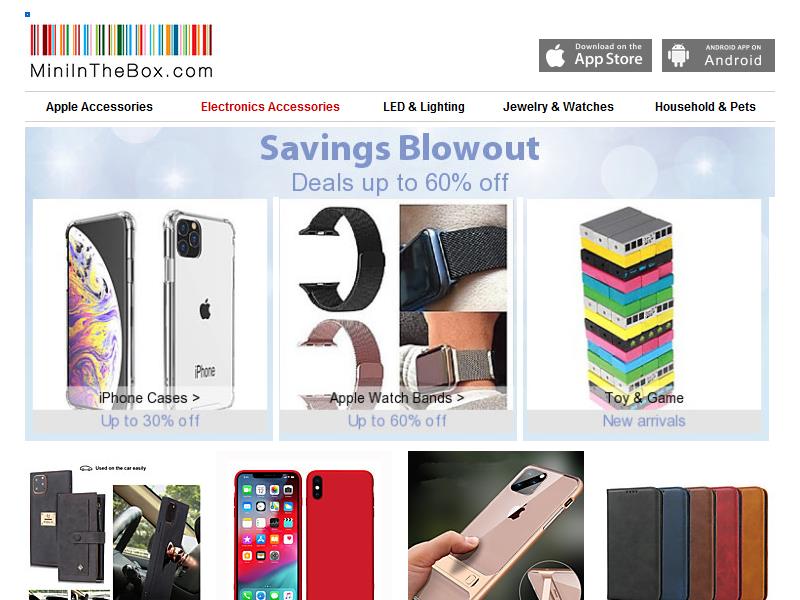 MiniInTheBox.com
Download on the
App Store
ANDROID APP ON
Android
Apple Accessories
Electronics Accessories
LED & Lighting
Jewelry & Watches
Household & Pets
Savings Blowout
Deals up to 60% off
iPhone
iPhone Cases >
Up to 30% off
Apple Watch Bands >
Up to 60% off
Toy & Game
New arrivals
Used on the car easily